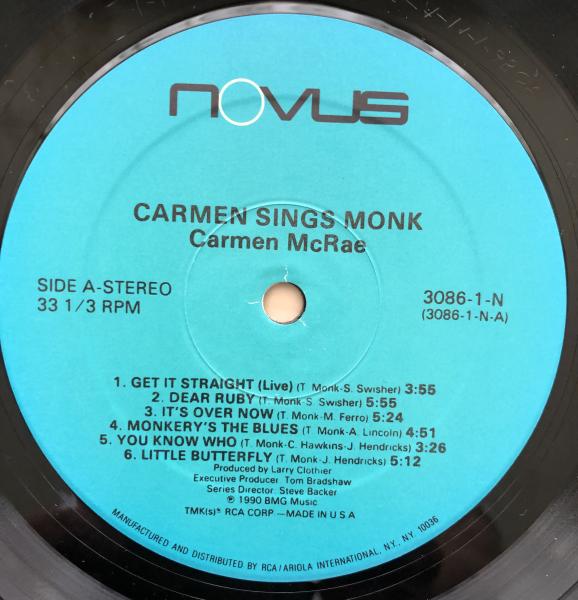 novus
CARMEN SINGS MONK
Carmen McRae
SIDE A-STEREO
33 1/3 RPM
3086-1-N
(3086-1-N-A)
1. GET IT STRAIGHT (Live) (T. Monk-S. Swisher) 3:55
2. DEAR RUBY (T. Monk-S. Swisher) 5:55
3. IT'S OVER NOW (T. Monk-M. Ferro) 5:24
4. MONKERY'S THE BLUES (T. Monk-A. Lincoln) 4:51
5. YOU KNOW WHO (T. Monk-C. Hawkins-J. Hendricks) 3:26
6. LITTLE BUTTERFLY (T. Monk-J. Hendricks) 5:12
Produced by Larry Clothier
Executive Producer: Tom Bradshaw
Series Director: Steve Backer
℗ 1990 BMG Music
TMK(s)® RCA CORP.—MADE IN U.S.A.
MANUFACTURED AND DISTRIBUTED BY RCA/ARIOLA INTERNATIONAL, N.Y., N.Y. 10036